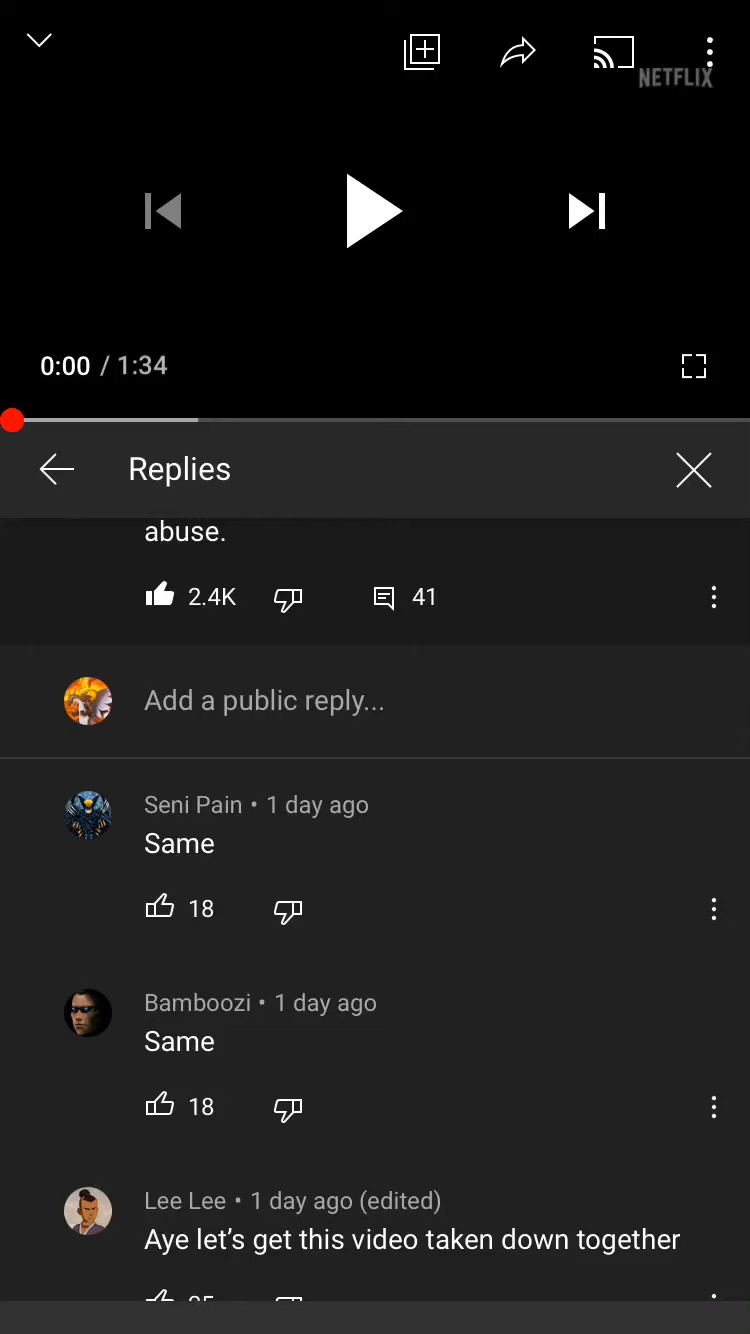 NETFLIX
0:00 / 1:34
Replies
abuse.
2.4K 41
Add a public reply...
Seni Pain • 1 day ago
Same
18
Bamboozi • 1 day ago
Same
18
Lee Lee • 1 day ago (edited)
Aye let’s get this video taken down together